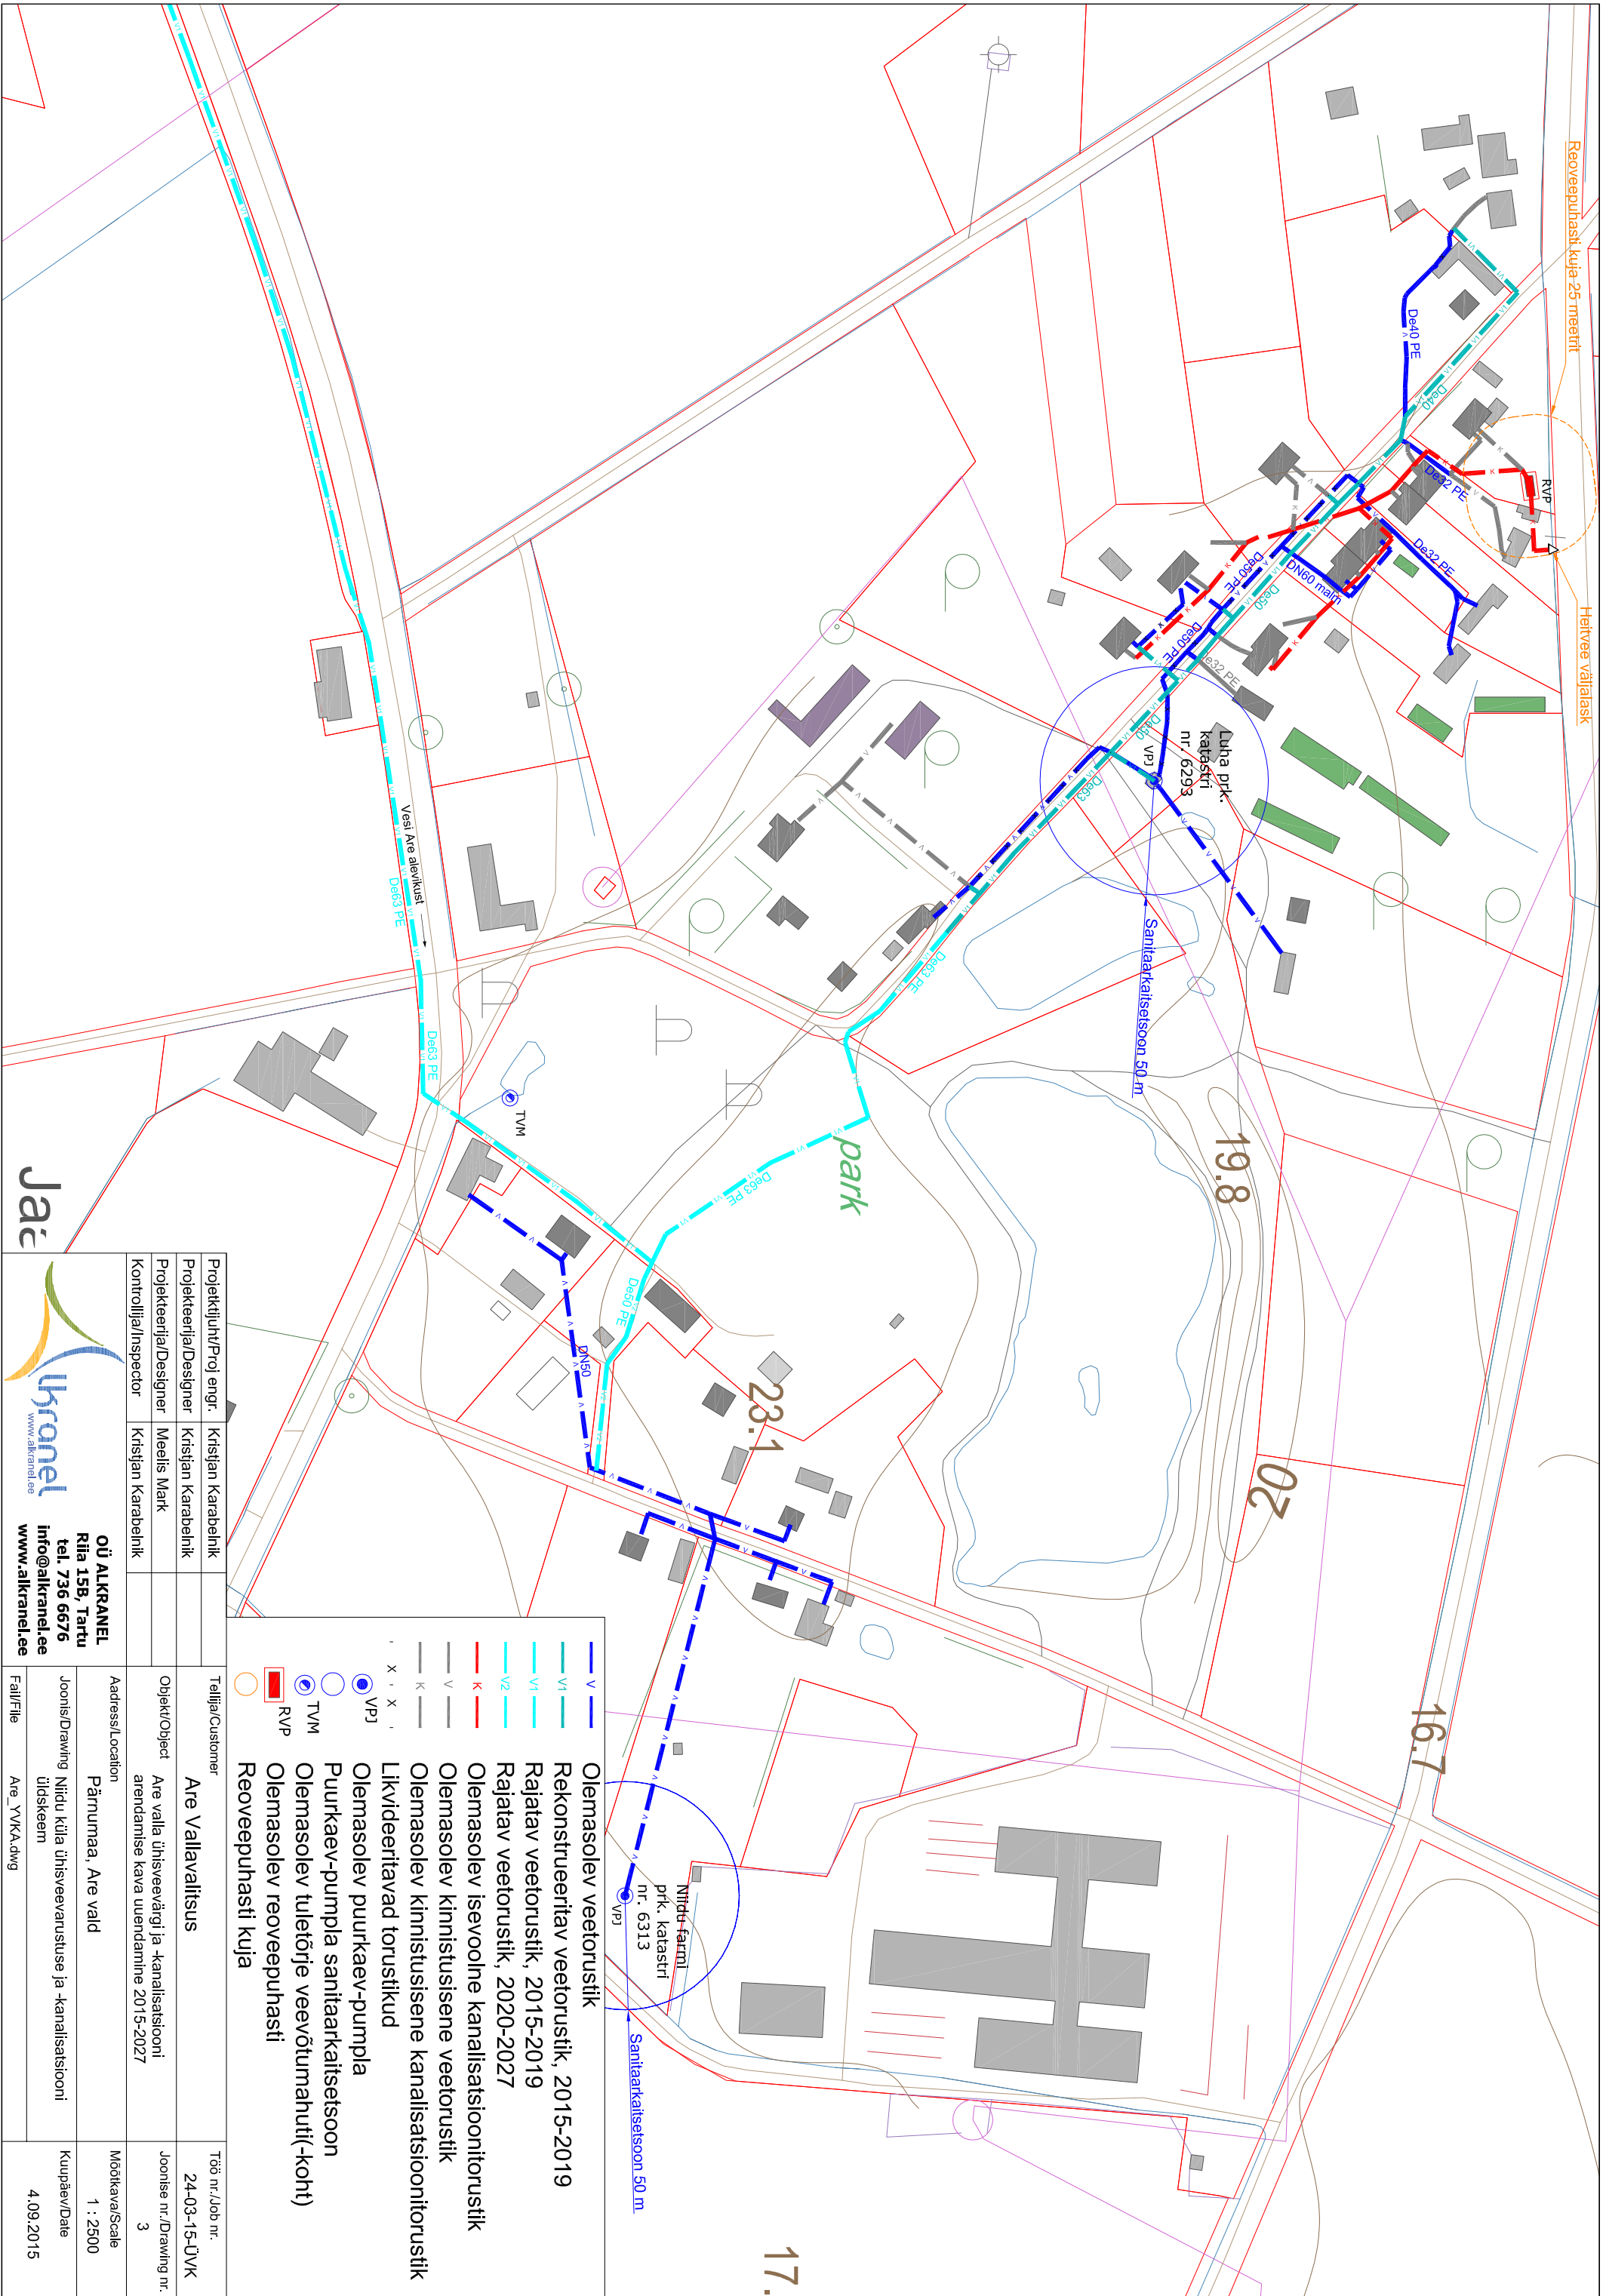 Reoveepuhasti kuja 25 meetrit
Heitvee väljalask
RVP
De40 PE
De40
De32 PE
De32 PE
DN60 malm
De50 PE
De50
De50 PE
De32 PE
De50
De63
VPJ
Luha prk.
katastri
nr. 6293
Sanitaarkaitsetsoon 50 m
De63 PE
park
De63 PE
De50 PE
DN50
TVM
Vesi Are alevikust
De63 PE
De63 PE
19.8
20
23.1
16.7
17.
Niidu farmi
prk. katastri
nr. 6313
VPJ
Sanitaarkaitsetsoon 50 m
V Olemasolev veetorustik
V1 Rekonstrueeritav veetorustik, 2015-2019
V1 Rajatav veetorustik, 2015-2019
V2 Rajatav veetorustik, 2020-2027
K Olemasolev isevoolne kanalisatsioonitorustik
V Olemasolev kinnistusisene veetorustik
K Olemasolev kinnistusisene kanalisatsioonitorustik
x x Likvideeritavad torustikud
VPJ Olemasolev puurkaev-pumpla
Puurkaev-pumpla sanitaarkaitsetsoon
TVM Olemasolev tuletõrje veevõtumahuti(-koht)
RVP Olemasolev reoveepuhasti
Reoveepuhasti kuja
Projektkijuht/Proj engr. Kristjan Karabelnik
Projekteerija/Designer Kristjan Karabelnik
Projekteerija/Designer Meelis Mark
Kontrollija/Inspector Kristjan Karabelnik
lkranel
www.alkranel.ee
OÜ ALKRANEL
Riia 15B, Tartu
tel. 736 6676
info@alkranel.ee
www.alkranel.ee
Tellija/Customer
Are Vallavalitsus
Objekt/Object Are valla ühisveevärgi ja -kanalisatsiooni
arendamise kava uuendamine 2015-2027
Aadress/Location
Pärnumaa, Are vald
Joonis/Drawing Niidu küla ühisveevarustuse ja -kanalisatsiooni
üldskeem
Fail/File Are_YVKA.dwg
Töö nr./Job nr.
24-03-15-ÜVK
Joonise nr./Drawing nr.
3
Mõõtkava/Scale
1 : 2500
Kuupäev/Date
4.09.2015